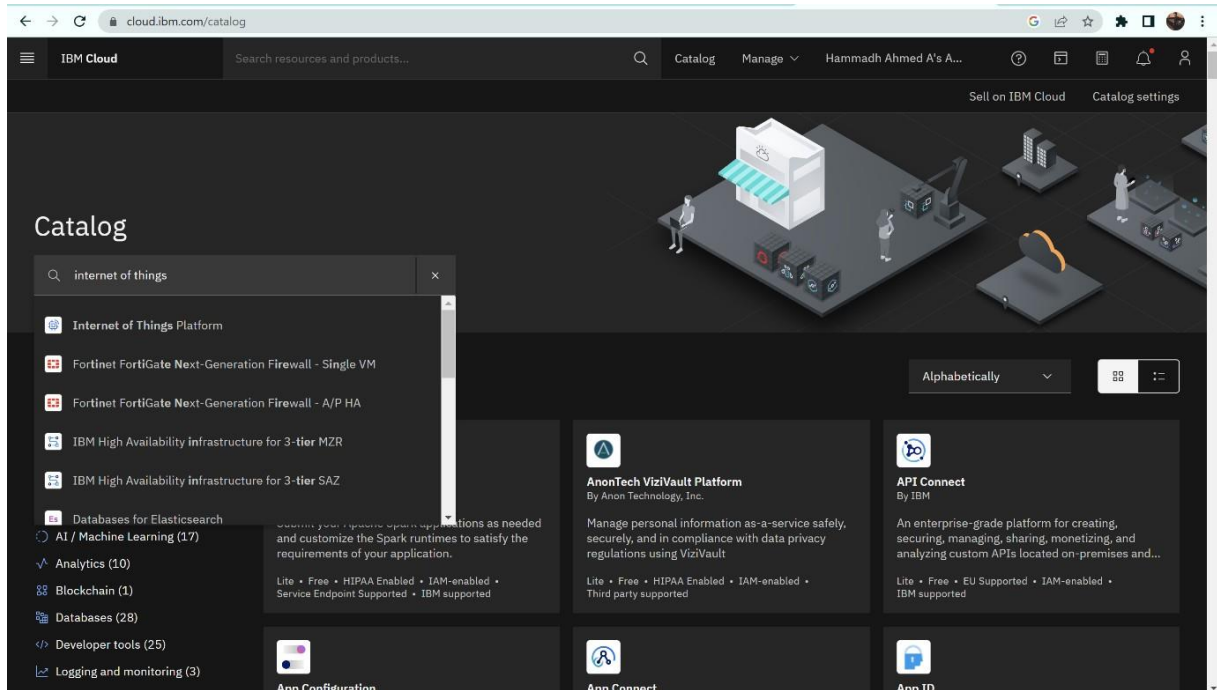 cloud.ibm.com/catalog
IBM Cloud
Search resources and products...
Catalog
Manage
Hammadh Ahmed A's A...
Sell on IBM Cloud
Catalog settings
Catalog
internet of things
Internet of Things Platform
Fortinet FortiGate Next-Generation Firewall - Single VM
Fortinet FortiGate Next-Generation Firewall - A/P HA
IBM High Availability infrastructure for 3-tier MZR
IBM High Availability infrastructure for 3-tier SAZ
Es Databases for Elasticsearch
Alphabetically
AI / Machine Learning (17)
Analytics (10)
Blockchain (1)
Databases (28)
Developer tools (25)
Logging and monitoring (3)
Submit your Apache Spark applications as needed
and customize the Spark runtimes to satisfy the
requirements of your application.
Lite • Free • HIPAA Enabled • IAM-enabled •
Service Endpoint Supported • IBM supported
AnonTech ViziVault Platform
By Anon Technology, Inc.
Manage personal information as-a-service safely,
securely, and in compliance with data privacy
regulations using ViziVault
Lite • Free • HIPAA Enabled • IAM-enabled •
Third party supported
API Connect
By IBM
An enterprise-grade platform for creating,
securing, managing, sharing, monetizing, and
analyzing custom APIs located on-premises and...
Lite • Free • EU Supported • IAM-enabled •
IBM supported
App Configuration
App Connect
App ID